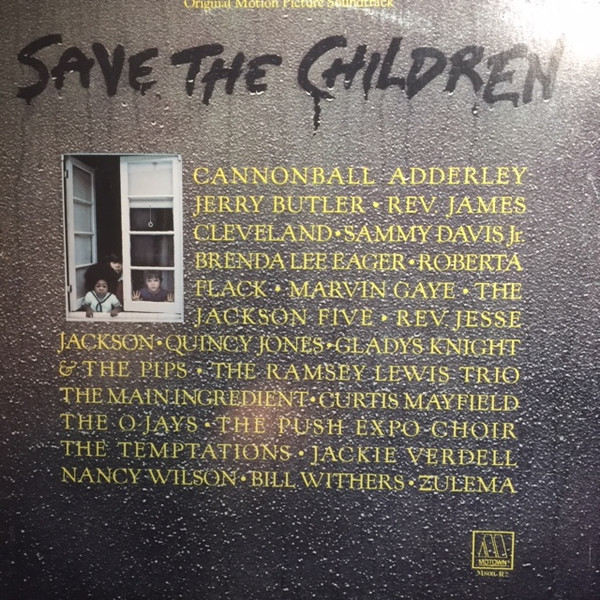 Original Motion Picture Soundtrack
SAVE THE CHILDREN
CANNONBALL ADDERLEY
JERRY BUTLER • REV. JAMES
CLEVELAND • SAMMY DAVIS Jr.
BRENDA LEE EAGER • ROBERTA
FLACK • MARVIN GAYE • THE
JACKSON FIVE • REV. JESSE
JACKSON • QUINCY JONES • GLADYS KNIGHT
& THE PIPS • THE RAMSEY LEWIS TRIO
THE MAIN INGREDIENT • CURTIS MAYFIELD
THE O'JAYS • THE PUSH EXPO CHOIR
THE TEMPTATIONS • JACKIE VERDELL
NANCY WILSON • BILL WITHERS • ZULEMA
MOTOWN
M800-R2